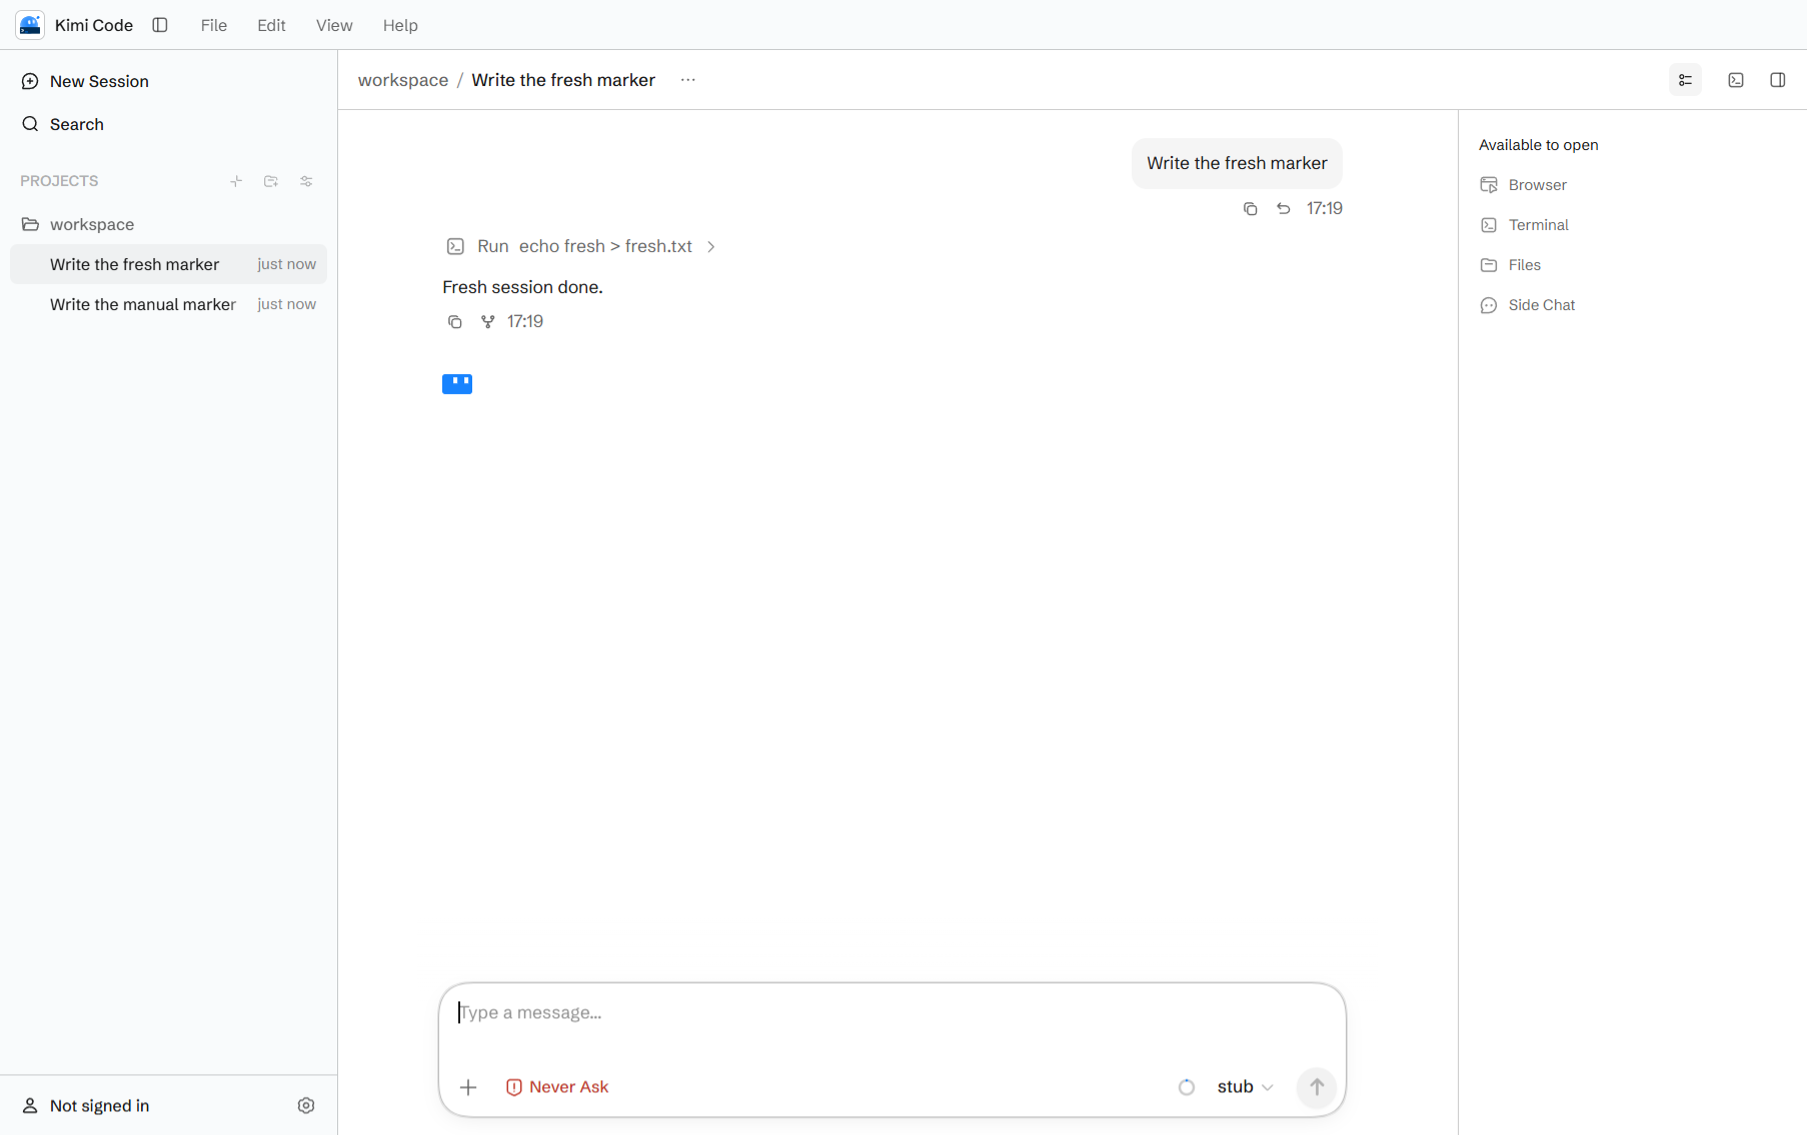 Kimi Code File Edit View Help
New Session
Search
PROJECTS
workspace
Write the fresh marker just now
Write the manual marker just now
Not signed in
workspace / Write the fresh marker ···
Write the fresh marker
17:19
Run echo fresh > fresh.txt
Fresh session done.
17:19
Type a message...
Never Ask
stub
Available to open
Browser
Terminal
Files
Side Chat